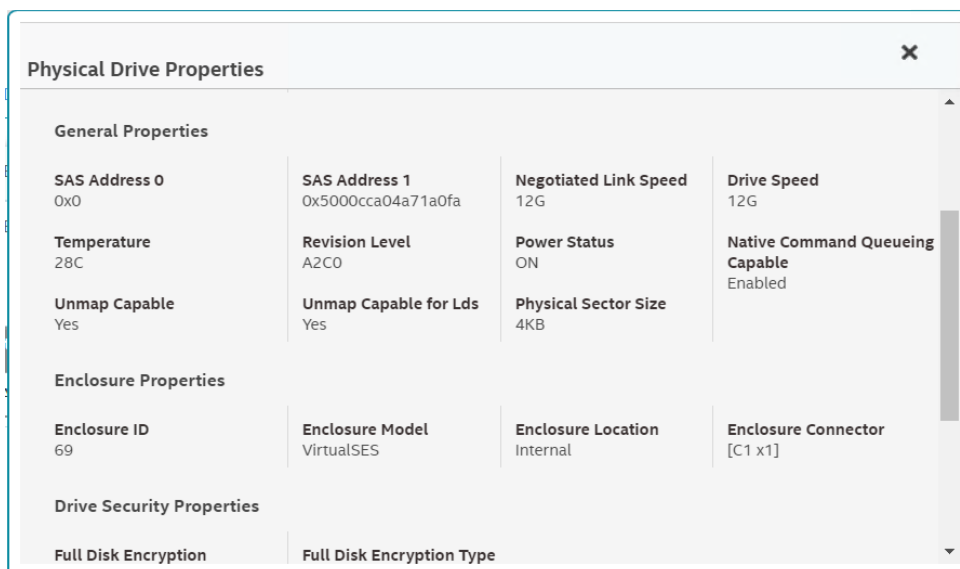 Physical Drive Properties
General Properties
SAS Address 0
0x0
SAS Address 1
0x5000cca04a71a0fa
Negotiated Link Speed
12G
Drive Speed
12G
Temperature
28C
Revision Level
A2C0
Power Status
ON
Native Command Queueing
Capable
Enabled
Unmap Capable
Yes
Unmap Capable for Lds
Yes
Physical Sector Size
4KB
Enclosure Properties
Enclosure ID
69
Enclosure Model
VirtualSES
Enclosure Location
Internal
Enclosure Connector
[C1 x1]
Drive Security Properties
Full Disk Encryption
Full Disk Encryption Type